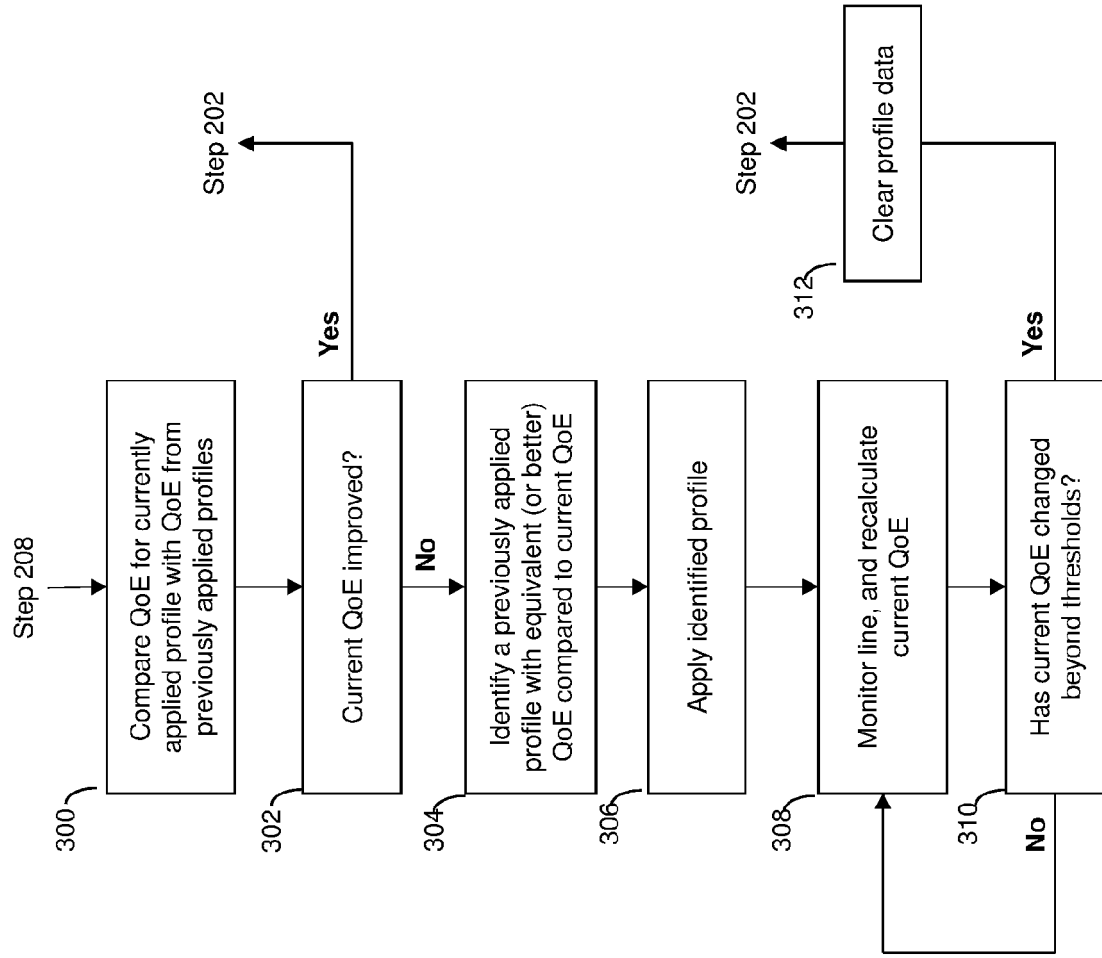 Step 208
300
Compare QoE for currently
applied profile with QoE from
previously applied profiles
302
Current QoE improved?
Yes
Step 202
No
304
Identify a previously applied
profile with equivalent (or better)
QoE compared to current QoE
306
Apply identified profile
308
Monitor line, and recalculate
current QoE
310
Has current QoE changed
beyond thresholds?
No
Yes
312
Clear profile data
Step 202